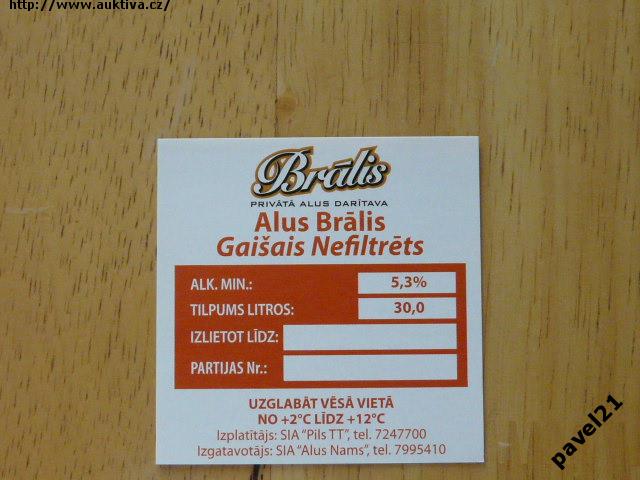 http://www.auktiva.cz/
Brālis
PRIVĀTĀ ALUS DARĪTAVA
Alus Brālis
Gaišais Nefiltrēts
ALK. MIN.: 5,3%
TILPUMS LITROS: 30,0
IZLIETOT LĪDZ:
PARTIJAS Nr.:
UZGLABĀT VĒSĀ VIETĀ
NO +2°C LĪDZ +12°C
Izplatītājs: SIA “Pils TT”, tel. 7247700
Izgatavotājs: SIA “Alus Nams”, tel. 7995410
pavel21